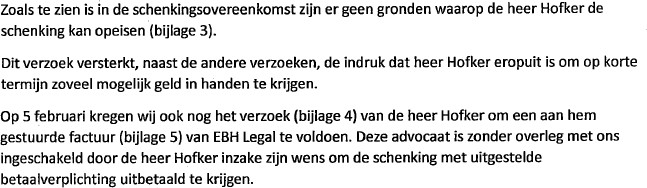 Zoals te zien is in de schenkingsovereenkomst zijn er geen gronden waarop de heer Hofker de
schenking kan opeisen (bijlage 3).
Dit verzoek versterkt, naast de andere verzoeken, de indruk dat heer Hofker eropuit is om op korte
termijn zoveel mogelijk geld in handen te krijgen.
Op 5 februari kregen wij ook nog het verzoek (bijlage 4) van de heer Hofker om een aan hem
gestuurde factuur (bijlage 5) van EBH Legal te voldoen. Deze advocaat is zonder overleg met ons
ingeschakeld door de heer Hofker inzake zijn wens om de schenking met uitgestelde
betaalverplichting uitbetaald te krijgen.